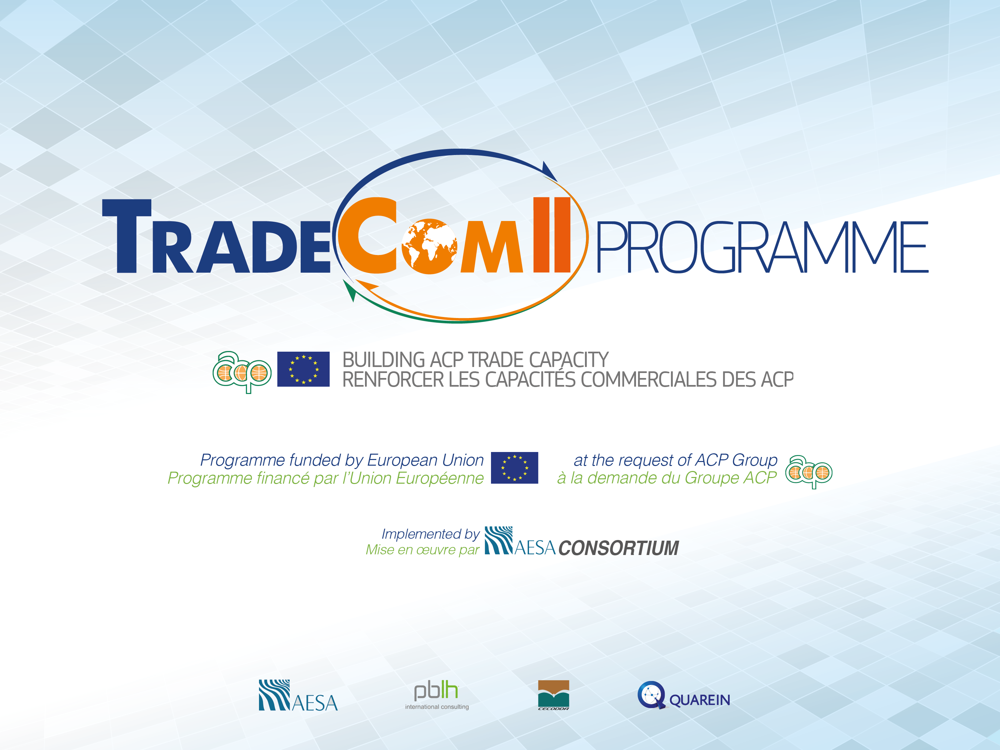 TRADECOM II PROGRAMME
acp
BUILDING ACP TRADE CAPACITY
RENFORCER LES CAPACITÉS COMMERCIALES DES ACP
Programme funded by European Union
Programme financé par l'Union Européenne
at the request of ACP Group
à la demande du Groupe ACP
acp
Implemented by
Mise en œuvre par
AESA CONSORTIUM
AESA
pblh
international consulting
CECODDA
QUAREIN